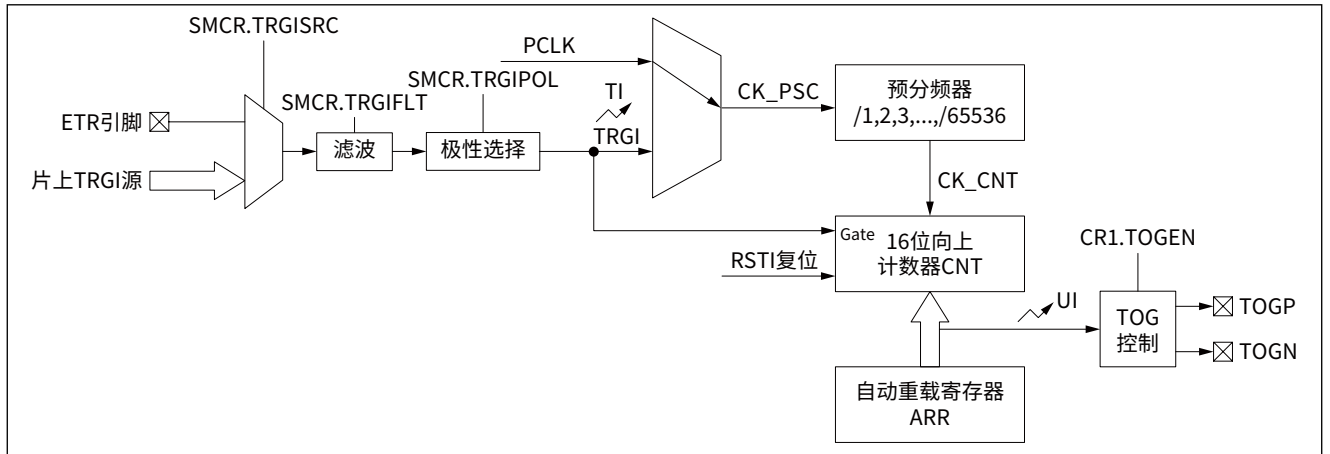 SMCR.TRGISRC
PCLK
SMCR.TRGIPOL
TI
CK_PSC
预分频器
/1,2,3,...,/65536
SMCR.TRGIFLT
ETR引脚
滤波
极性选择
TRGI
片上TRGI源
CK_CNT
Gate
16位向上
计数器CNT
RSTI复位
CR1.TOGEN
UI
TOG
控制
TOGP
TOGN
自动重载寄存器
ARR